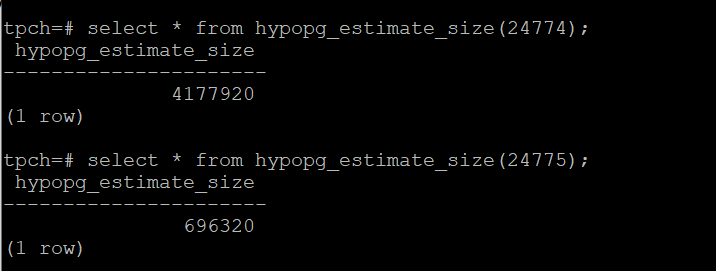 tpch=# select * from hypopg_estimate_size(24774);
 hypopg_estimate_size
----------------------
              4177920
(1 row)

tpch=# select * from hypopg_estimate_size(24775);
 hypopg_estimate_size
----------------------
               696320
(1 row)